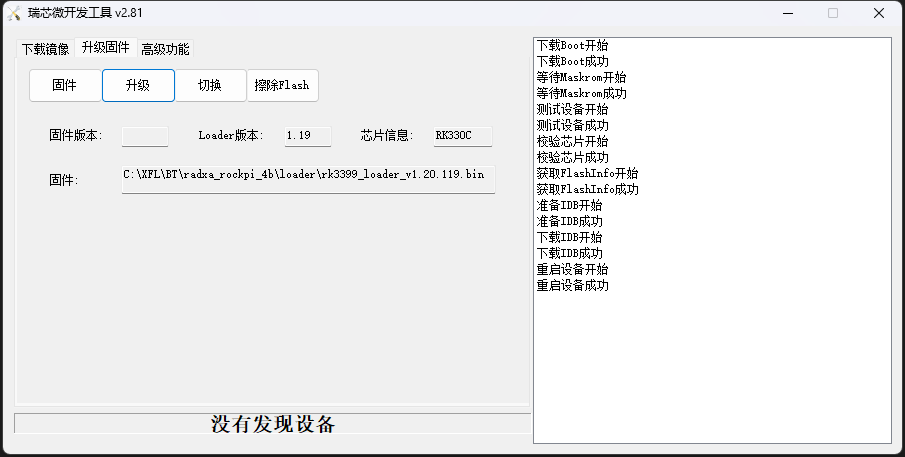 瑞芯微开发工具 v2.81
下载镜像 升级固件 高级功能
固件 升级 切换 擦除Flash
固件版本: Loader版本: 1.19 芯片信息: RK330C
固件: C:\XFL\BT\radxa_rockpi_4b\loader\rk3399_loader_v1.20.119.bin
没有发现设备
下载Boot开始
下载Boot成功
等待Maskrom开始
等待Maskrom成功
测试设备开始
测试设备成功
校验芯片开始
校验芯片成功
获取FlashInfo开始
获取FlashInfo成功
准备IDB开始
准备IDB成功
下载IDB开始
下载IDB成功
重启设备开始
重启设备成功